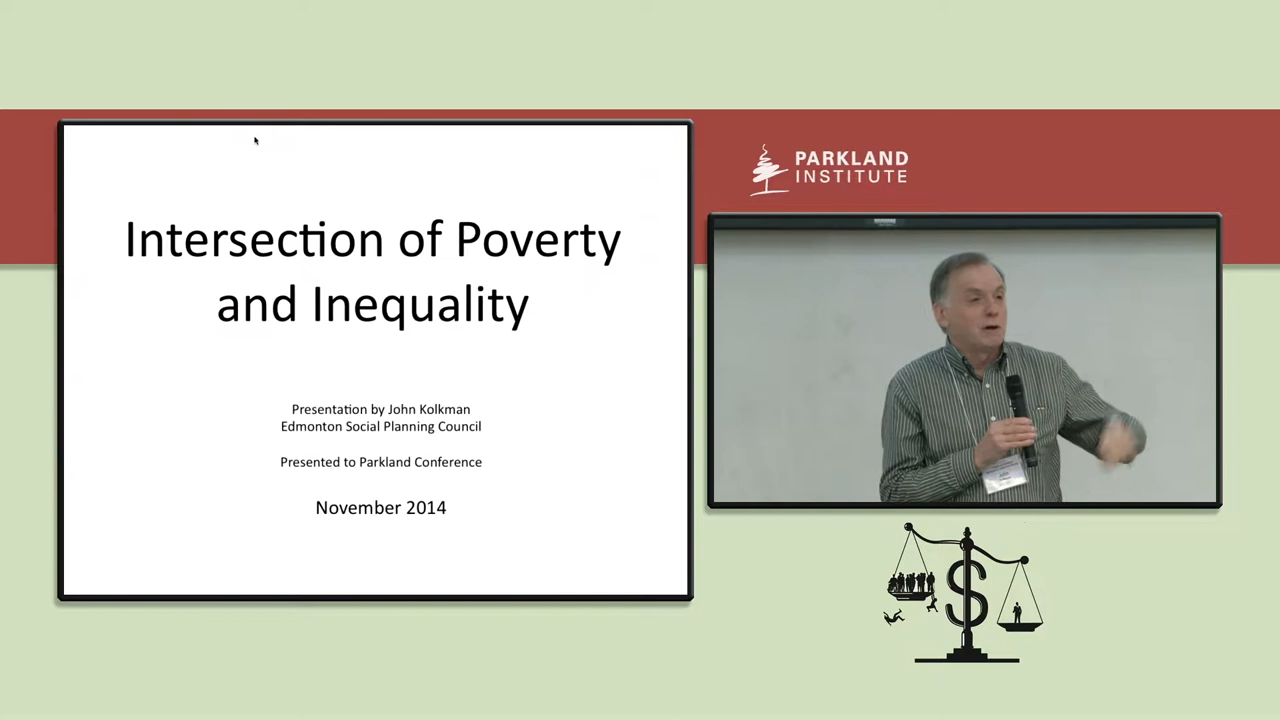 Intersection of Poverty
and Inequality
Presentation by John Kolkman
Edmonton Social Planning Council
Presented to Parkland Conference
November 2014
PARKLAND
INSTITUTE
$